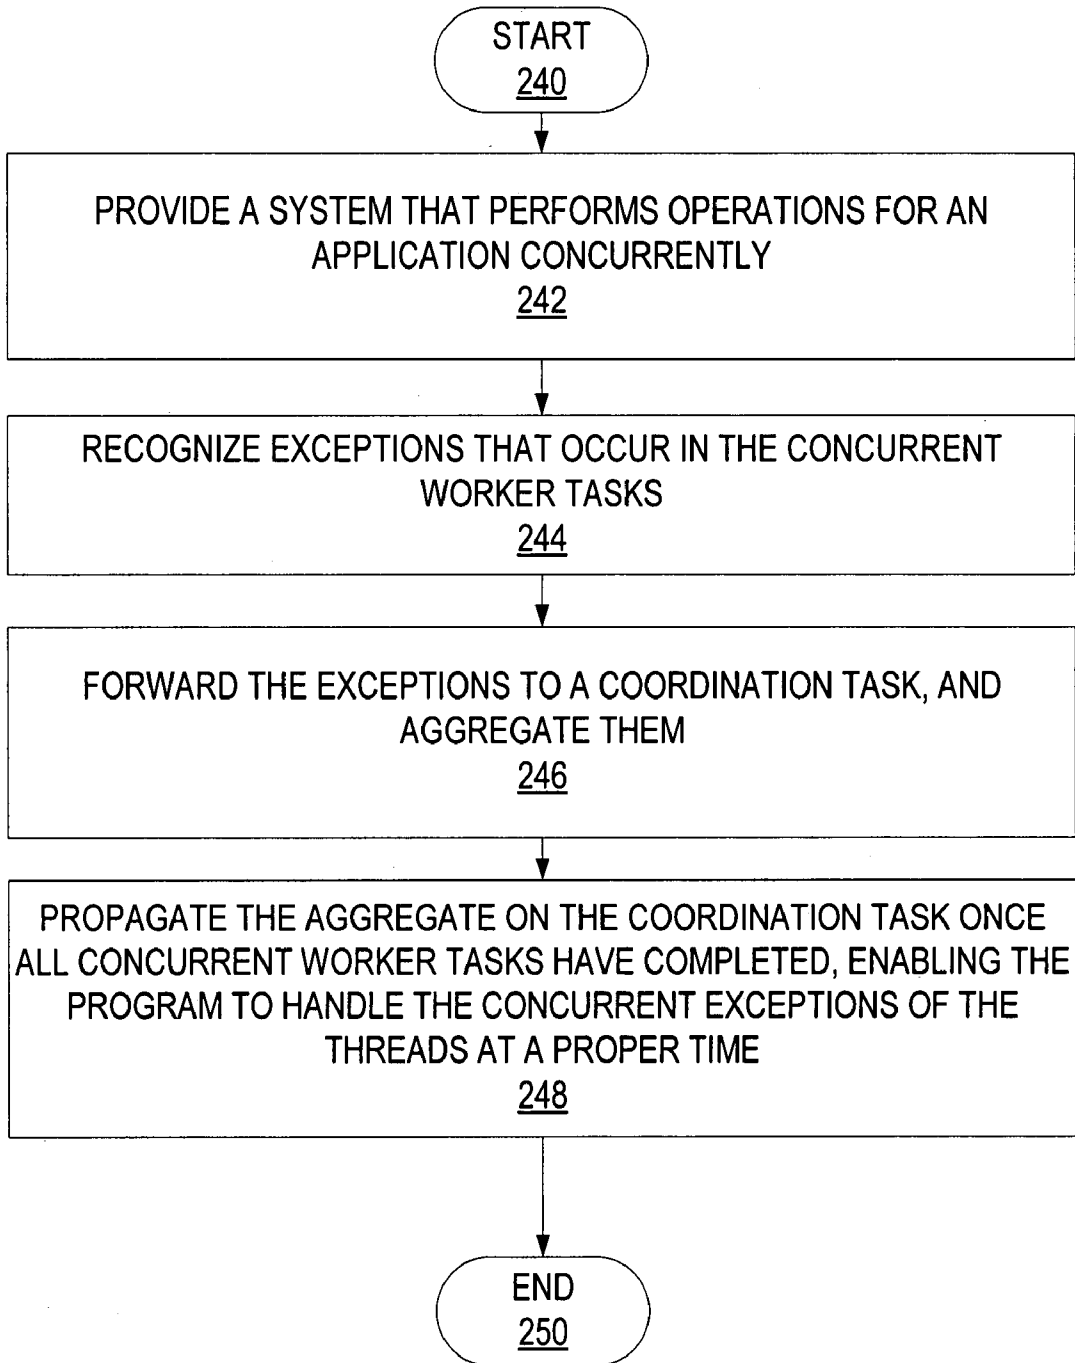 START
240
PROVIDE A SYSTEM THAT PERFORMS OPERATIONS FOR AN
APPLICATION CONCURRENTLY
242
RECOGNIZE EXCEPTIONS THAT OCCUR IN THE CONCURRENT
WORKER TASKS
244
FORWARD THE EXCEPTIONS TO A COORDINATION TASK, AND
AGGREGATE THEM
246
PROPAGATE THE AGGREGATE ON THE COORDINATION TASK ONCE
ALL CONCURRENT WORKER TASKS HAVE COMPLETED, ENABLING THE
PROGRAM TO HANDLE THE CONCURRENT EXCEPTIONS OF THE
THREADS AT A PROPER TIME
248
END
250